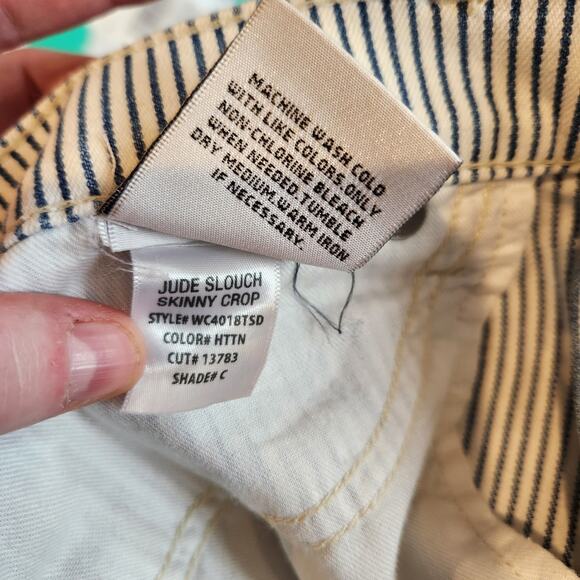 MACHINE WASH COLD
WITH LIKE COLORS ONLY
NON-CHLORINE BLEACH
WHEN NEEDED. TUMBLE
DRY MEDIUM. WARM IRON
IF NECESSARY.
JUDE SLOUCH
SKINNY CROP
STYLE# WC4018TSD
COLOR# HTTN
CUT# 13783
SHADE# C